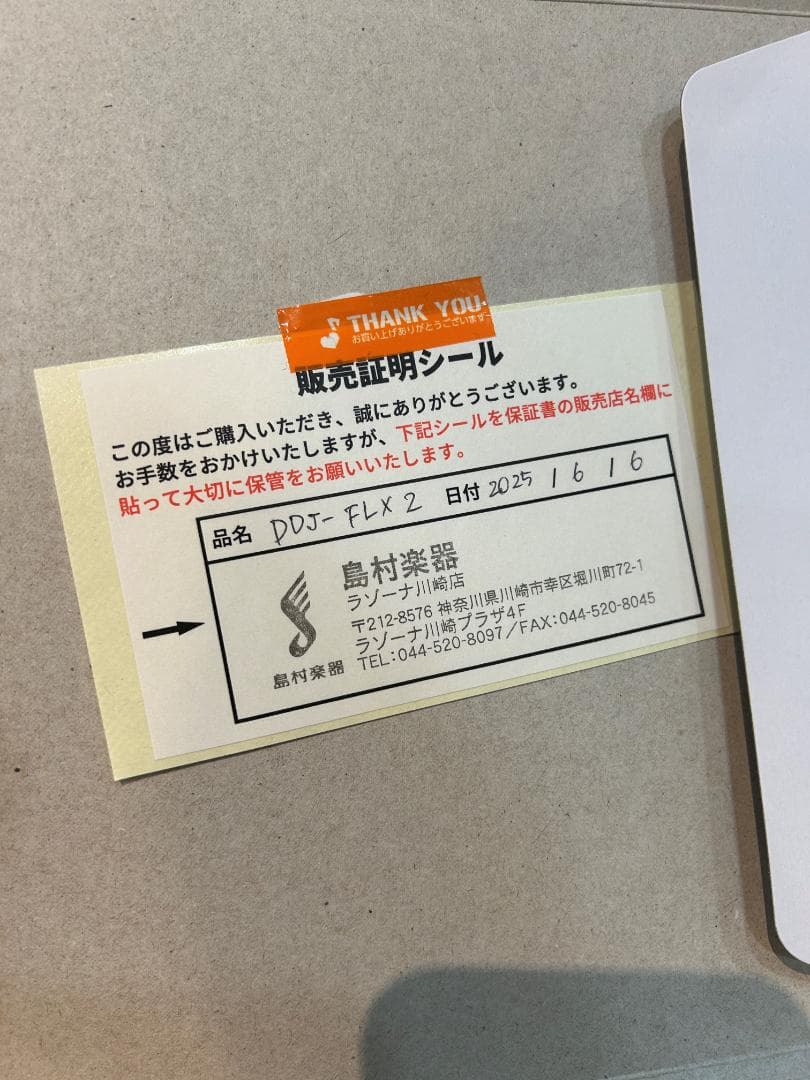 THANK YOU
お買い上げありがとうございます
販売証明シール
この度はご購入いただき、誠にありがとうございます。
お手数をおかけいたしますが、下記シールを保証書の販売店名欄に
貼って大切に保管をお願いいたします。
品名 DDJ-FLX2 日付 2025 / 6 / 6
島村楽器
ラゾーナ川崎店
〒212-8576 神奈川県川崎市幸区堀川町72-1
ラゾーナ川崎プラザ4F
TEL:044-520-8097/FAX:044-520-8045
島村楽器